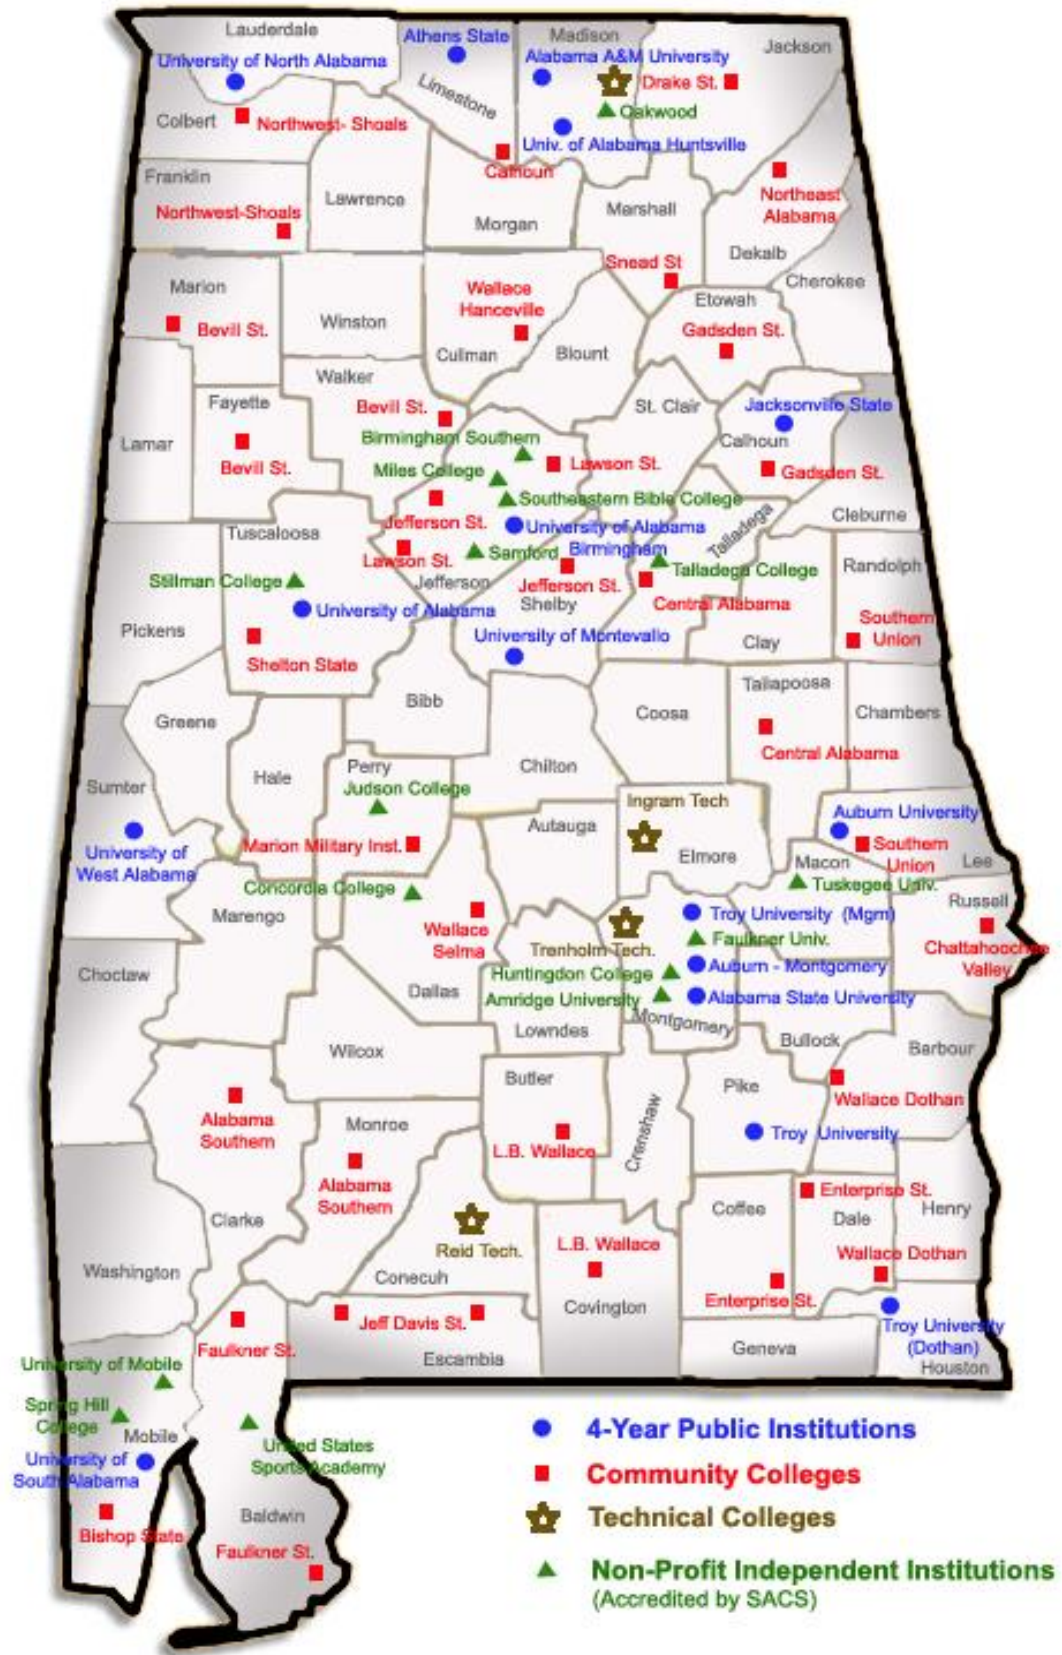 Lauderdale
Athens State
Madison
Jackson
University of North Alabama
Alabama A&M University
Limestone
Drake St.
Colbert
Northwest- Shoals
Oakwood
Univ. of Alabama Huntsville
Calhoun
Franklin
Lawrence
Northeast
Alabama
Northwest-Shoals
Morgan
Marshall
Dekalb
Snead St
Cherokee
Marion
Wallace
Hanceville
Etowah
Bevill St.
Winston
Gadsden St.
Cullman
Blount
Walker
Fayette
Bevill St.
St. Clair
Jacksonville State
Lamar
Birmingham Southern
Calhoun
Bevill St.
Miles College
Lawson St.
Gadsden St.
Southeastern Bible College
Cleburne
Tuscaloosa
Jefferson St.
University of Alabama
Birmingham
Talladega
Lawson St.
Samford
Talladega College
Randolph
Stillman College
Jefferson
Jefferson St.
Shelby
Central Alabama
University of Alabama
Southern
Union
Pickens
University of Montevallo
Clay
Shelton State
Tallapoosa
Bibb
Coosa
Chambers
Greene
Central Alabama
Perry
Hale
Chilton
Sumter
Judson College
Ingram Tech
Auburn University
Autauga
Marion Military Inst.
Elmore
Southern
Union
University of
West Alabama
Macon
Lee
Concordia College
Tuskegee Univ.
Marengo
Russell
Wallace
Selma
Troy University (Mgm)
Trenholm Tech.
Faulkner Univ.
Chattahoochee
Valley
Choctaw
Huntingdon College
Auburn - Montgomery
Dallas
Amridge University
Alabama State University
Lowndes
Montgomery
Bullock
Wilcox
Barbour
Butler
Pike
Wallace Dothan
Alabama
Southern
Monroe
Crenshaw
Troy University
L.B. Wallace
Alabama
Southern
Enterprise St.
Clarke
Coffee
Dale
Henry
Reid Tech.
L.B. Wallace
Wallace Dothan
Washington
Conecuh
Enterprise St.
Covington
Jeff Davis St.
Troy University
(Dothan)
Faulkner St.
Geneva
Escambia
Houston
University of Mobile
Spring Hill
College
Mobile
United States
Sports Academy
University of
South Alabama
Baldwin
Bishop State
Faulkner St.
4-Year Public Institutions
Community Colleges
Technical Colleges
Non-Profit Independent Institutions
(Accredited by SACS)